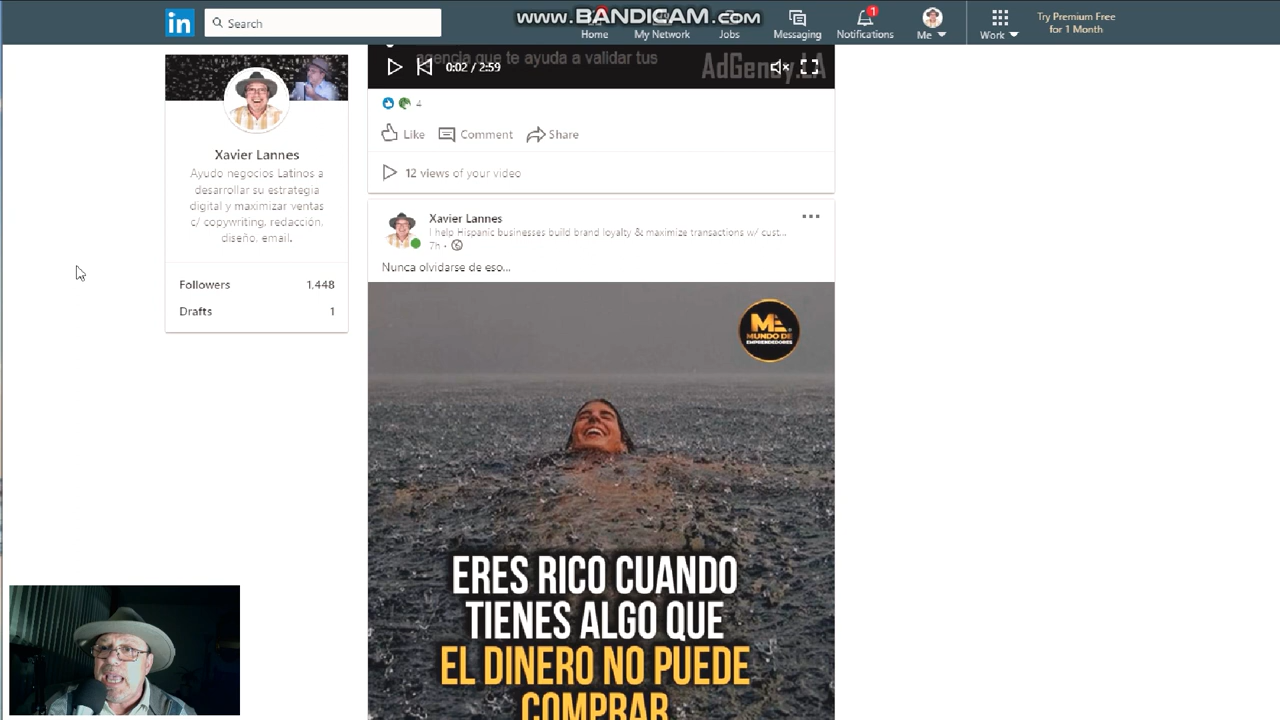 www.BANDICAM.com
in
Search
Home
My Network
Jobs
Messaging
1
Notifications
Me
Work
Try Premium Free
for 1 Month
agencia que te ayuda a validar tus
AdGency.LA
0:02 / 2:59
4
Like
Comment
Share
12 views of your video
Xavier Lannes
Ayudo negocios Latinos a
desarrollar su estrategia
digital y maximizar ventas
c/ copywriting, redacción,
diseño, email.
Followers 1,448
Drafts 1
Xavier Lannes
I help Hispanic businesses build brand loyalty & maximize transactions w/ cust...
7h •
Nunca olvidarse de eso...
ME
MUNDO DE
EMPRENDEDORES
ERES RICO CUANDO
TIENES ALGO QUE
EL DINERO NO PUEDE
COMPRAR